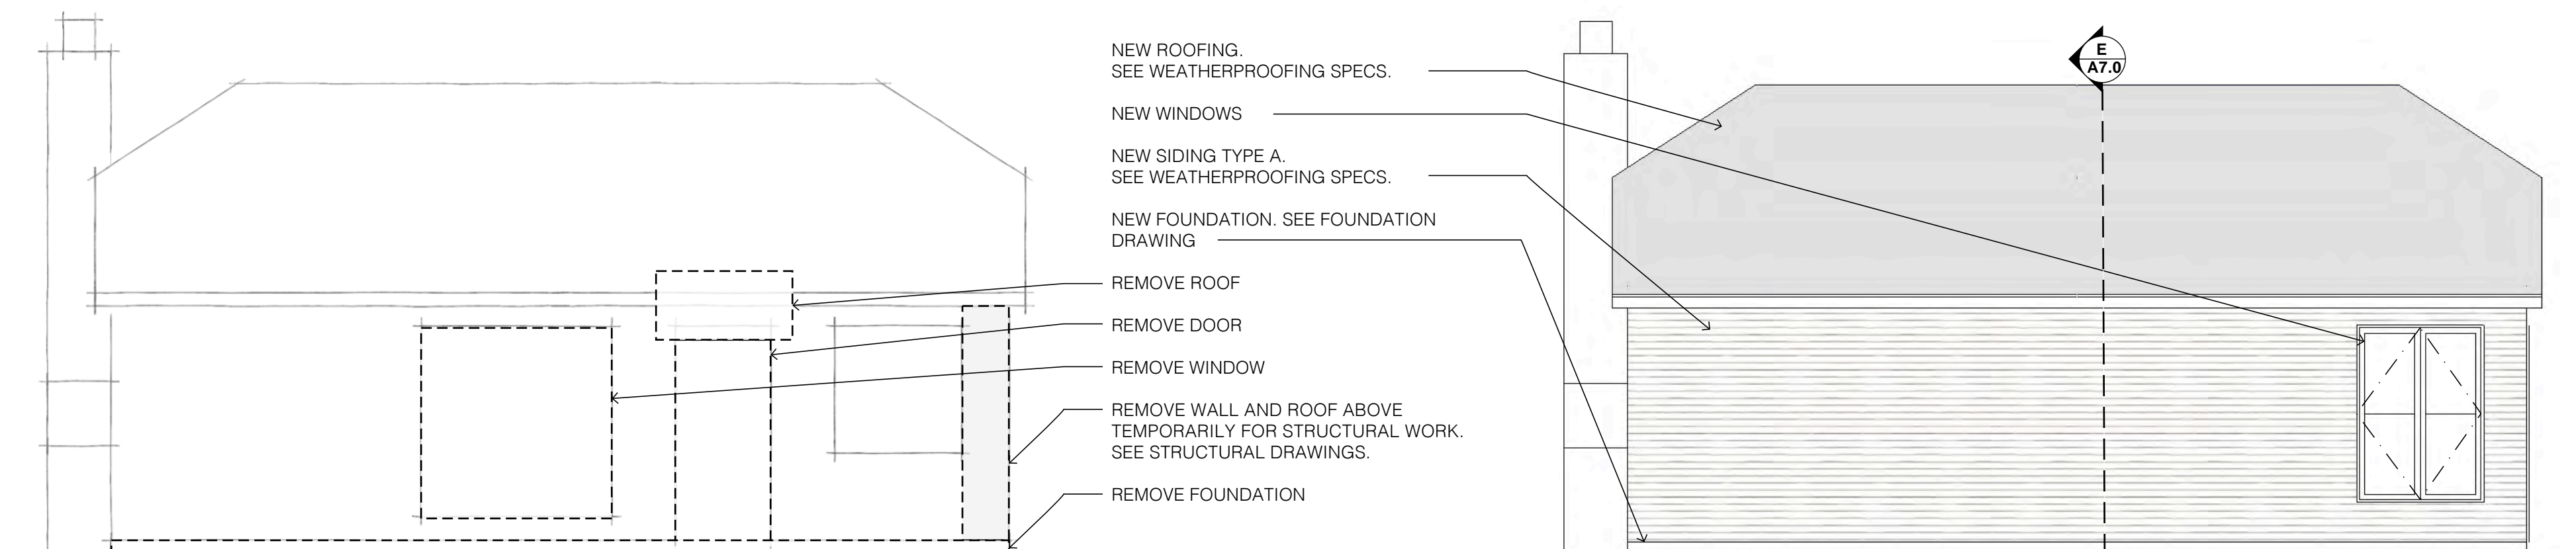 NEW ROOFING.
SEE WEATHERPROOFING SPECS.
NEW WINDOWS
NEW SIDING TYPE A.
SEE WEATHERPROOFING SPECS.
NEW FOUNDATION. SEE FOUNDATION
DRAWING
REMOVE ROOF
REMOVE DOOR
REMOVE WINDOW
REMOVE WALL AND ROOF ABOVE
TEMPORARILY FOR STRUCTURAL WORK.
SEE STRUCTURAL DRAWINGS.
REMOVE FOUNDATION
E
A7.0